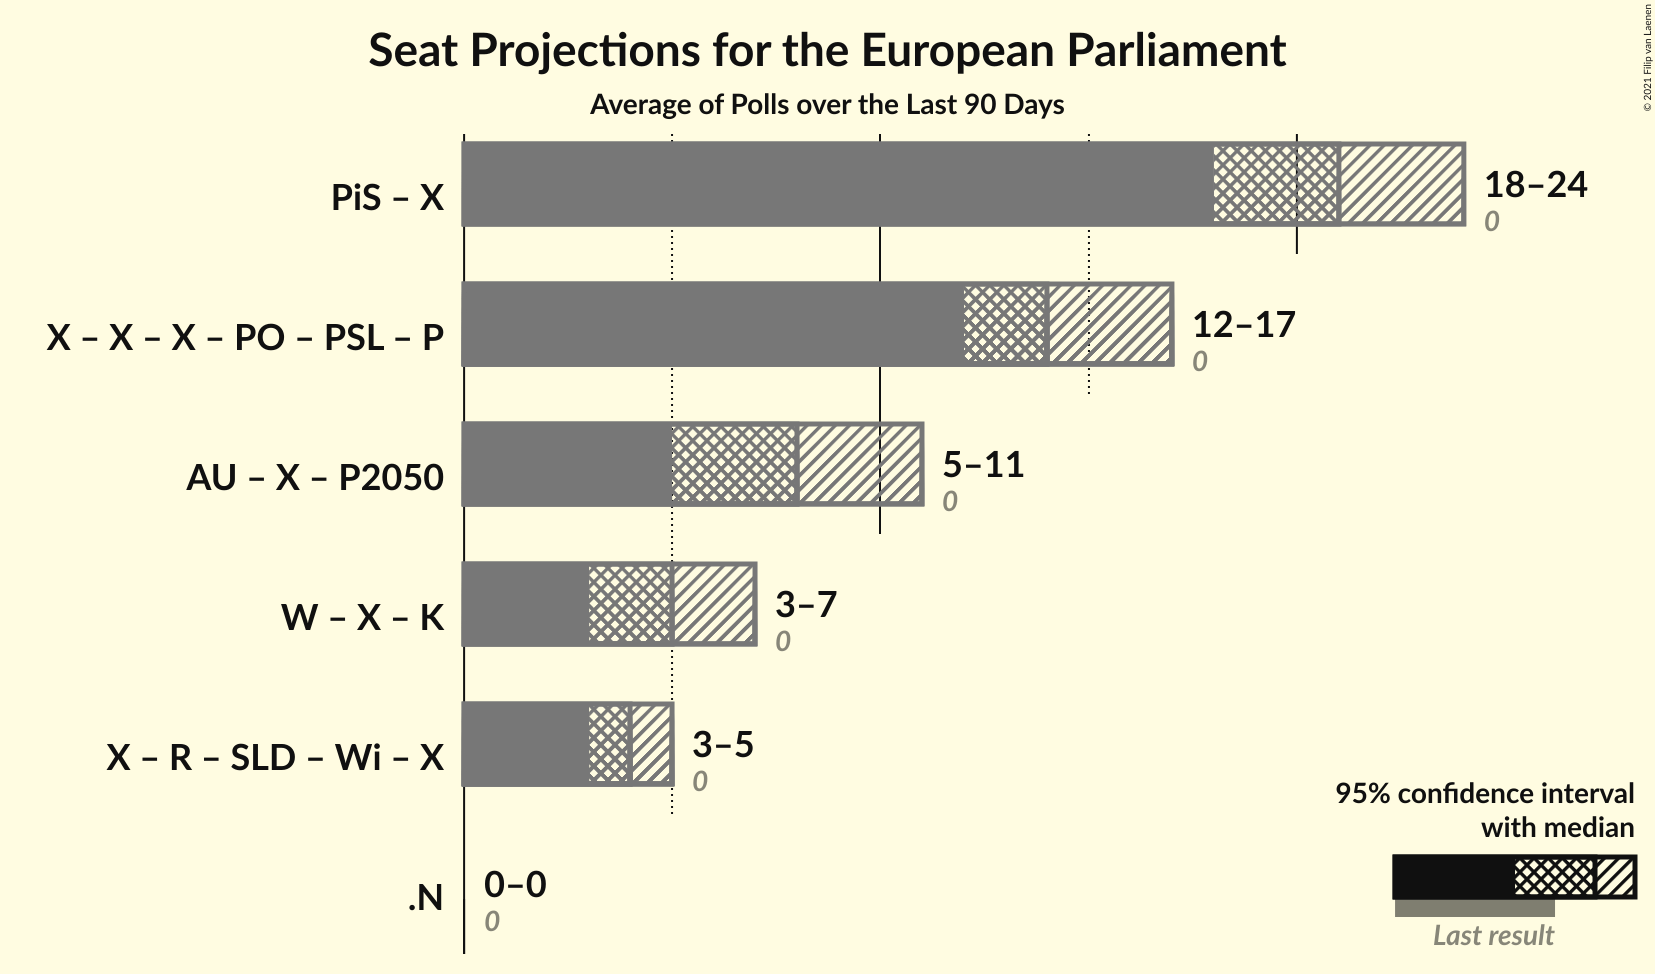 Seat Projections for the European Parliament
Average of Polls over the Last 90 Days
© 2021 Filip van Laenen
PiS – X
18–24
0
X – X – X – PO – PSL – P
12–17
0
AU – X – P2050
5–11
0
W – X – K
3–7
0
X – R – SLD – Wi – X
3–5
0
.N
0–0
0
95% confidence interval
with median
Last result